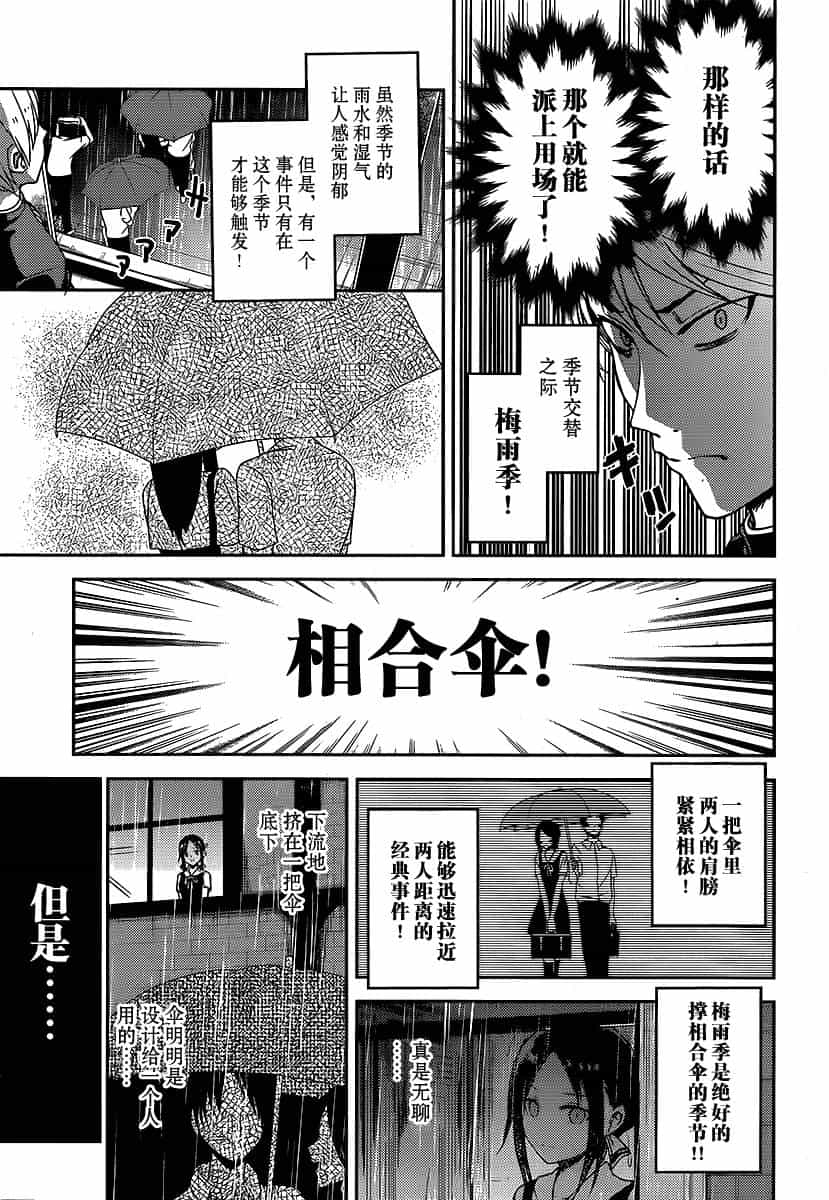 那样的话
那个就能
派上用场了！
季节交替
之际
梅雨季！
キッ
虽然季节的
雨水和湿气
让人感觉阴郁
但是，有一个
事件只有在
这个季节
才能够触发！
アァ
アァ
相合伞！
一把伞里
两人的肩膀
紧紧相依！
能够迅速拉近
两人距离的
经典事件！
梅雨季是绝好的
撑相合伞的季节！！
真是无聊
……
下流地
挤在一把伞
底下
伞明明是
设计给一个人
用的……
但是……